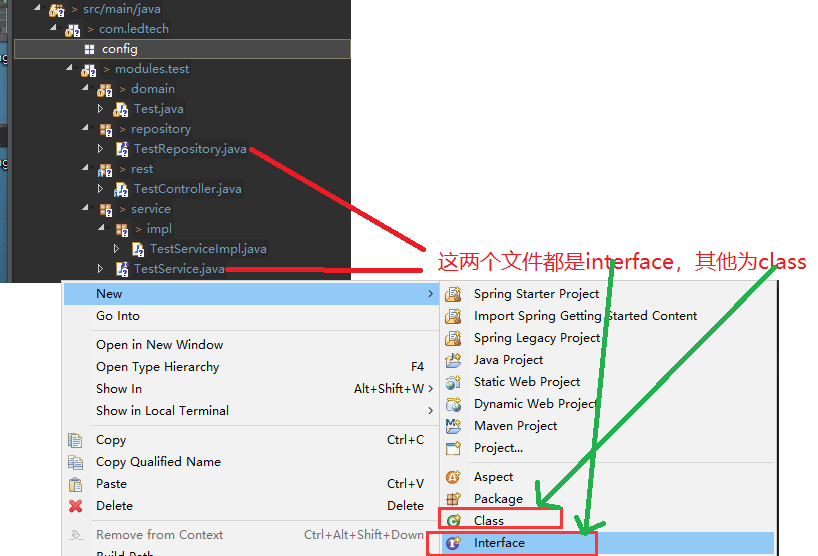 > src/main/java
> com.ledtech
config
> modules.test
> domain
Test.java
> repository
TestRepository.java
> rest
TestController.java
> service
> impl
TestServiceImpl.java
TestService.java
这两个文件都是interface，其他为class
New >
Go Into
Open in New Window
Open Type Hierarchy F4
Show In Alt+Shift+W >
Show in Local Terminal >
Copy Ctrl+C
Copy Qualified Name
Paste Ctrl+V
Delete Delete
Remove from Context Ctrl+Alt+Shift+Down
Build Path
Spring Starter Project
Import Spring Getting Started Content
Spring Legacy Project
Java Project
Static Web Project
Dynamic Web Project
Maven Project
Project...
Aspect
Package
Class
Interface